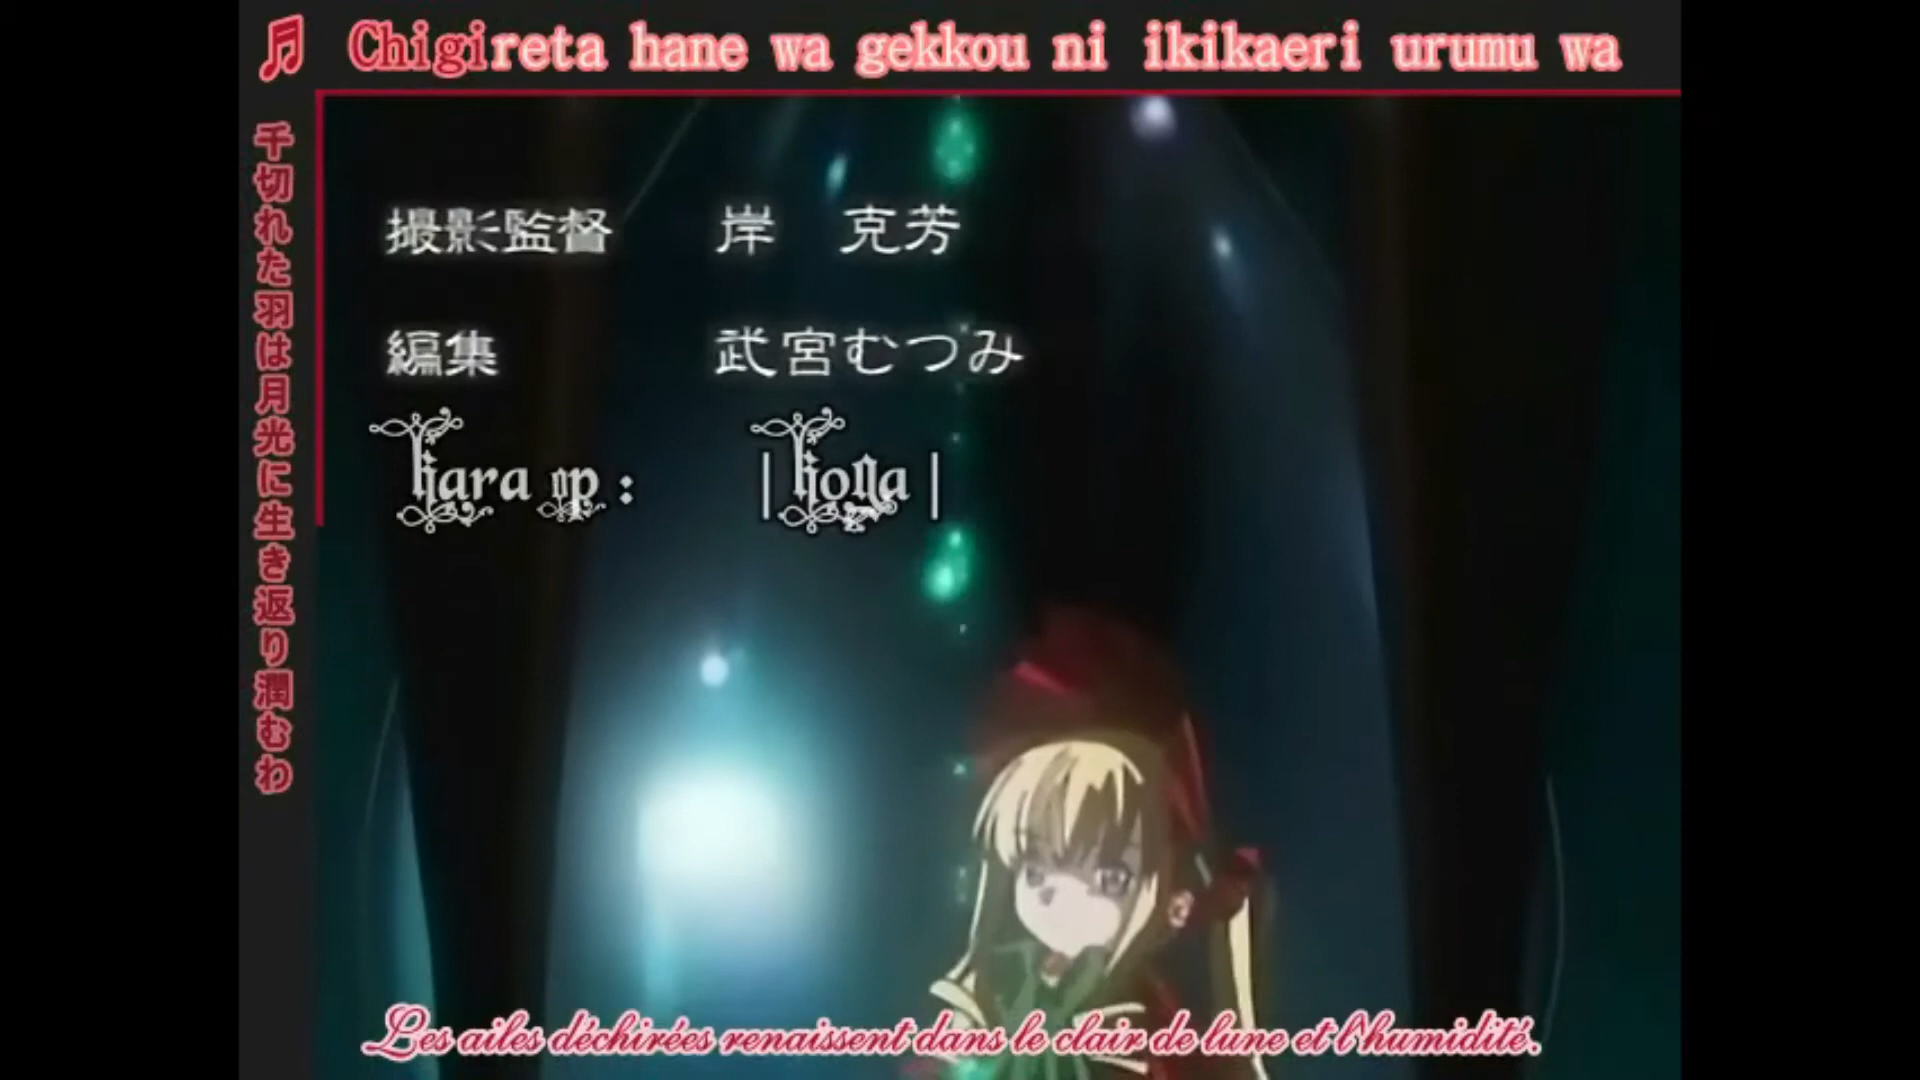 ♫ Chigireta hane wa gekkou ni ikikaeri urumu wa
千切れた羽は月光に生き返り潤むわ
撮影監督 岸 克芳
編集 武宮むつみ
Kara op : | Koga |
Les ailes déchirées renaissent dans le clair de lune et l'humidité.